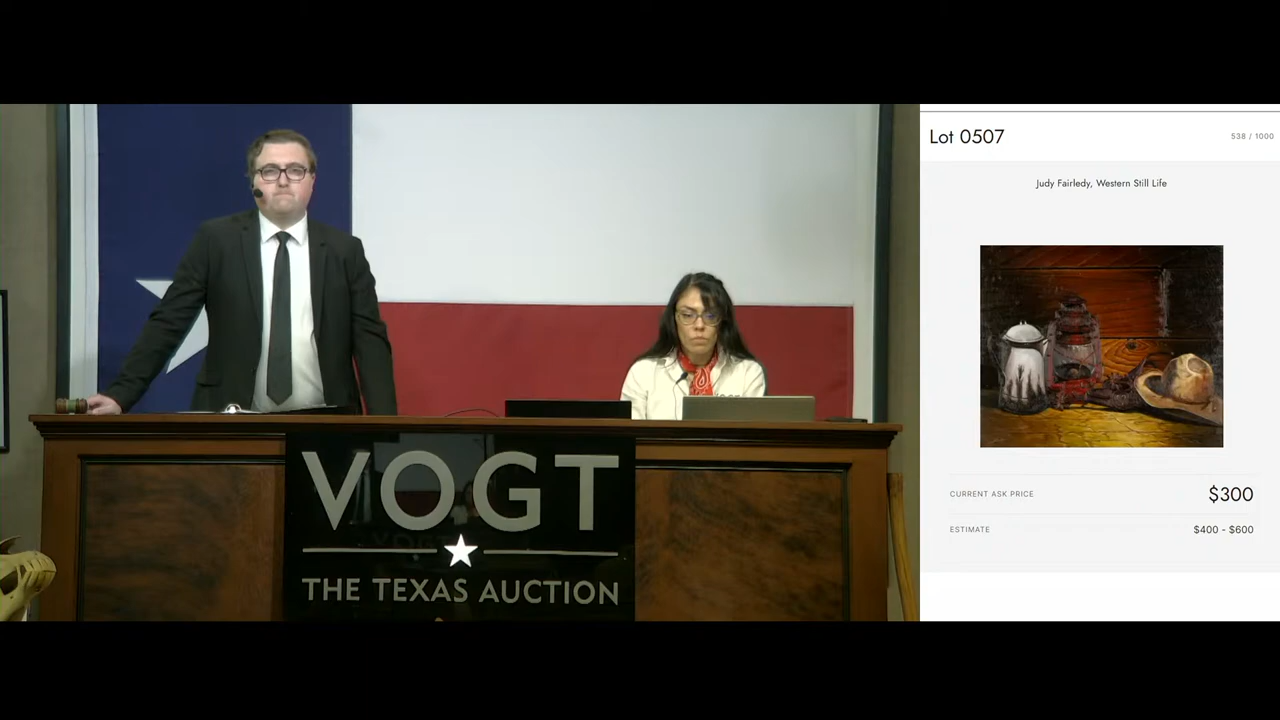 Lot 0507
538 / 1000
Judy Fairledy, Western Still Life
CURRENT ASK PRICE
$300
ESTIMATE
$400 - $600
VOGT
THE TEXAS AUCTION